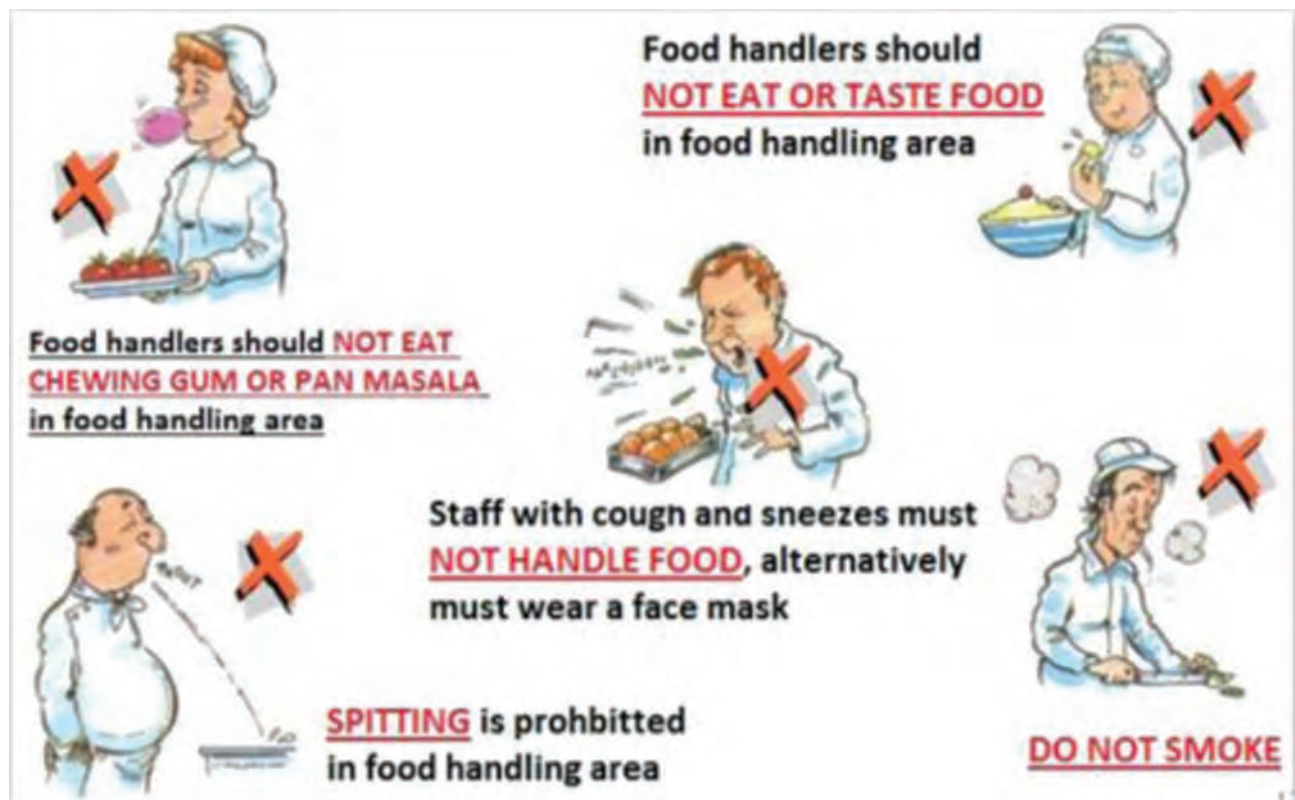 Food handlers should
NOT EAT OR TASTE FOOD
in food handling area
Food handlers should NOT EAT
CHEWING GUM OR PAN MASALA
in food handling area
Staff with cough and sneezes must
NOT HANDLE FOOD, alternatively
must wear a face mask
SPITTING is prohbitted
in food handling area
DO NOT SMOKE